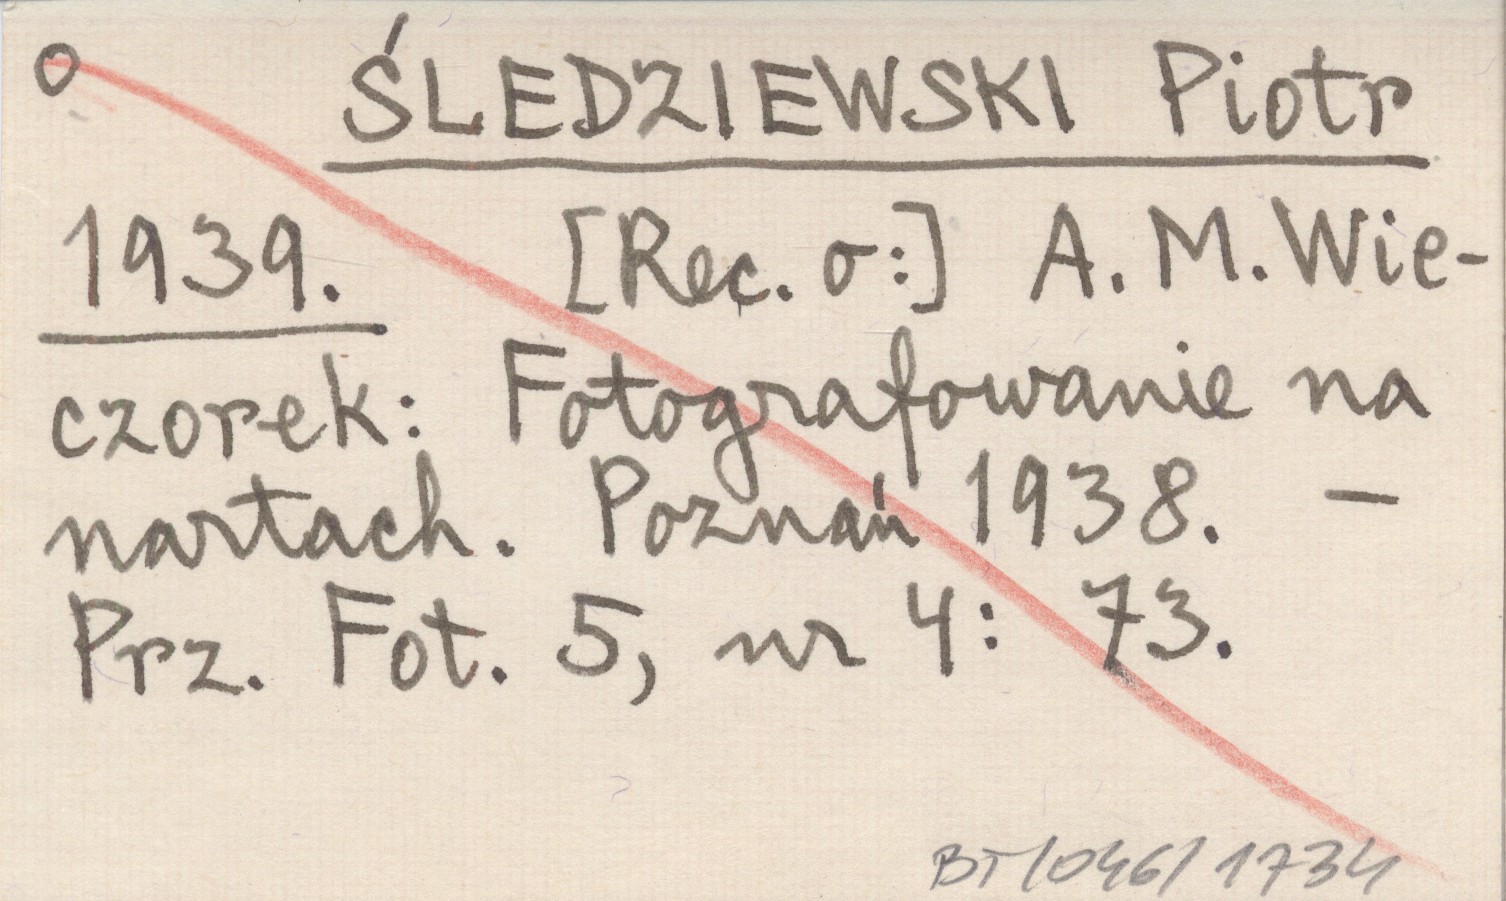 o ŚLEDZIEWSKI Piotr
1939. [Rec. o:] A. M. Wie-
czorek: Fotografowanie na
nartach. Poznań 1938. —
Prz. Fot. 5, nr 4: 73.
BT/046/1734